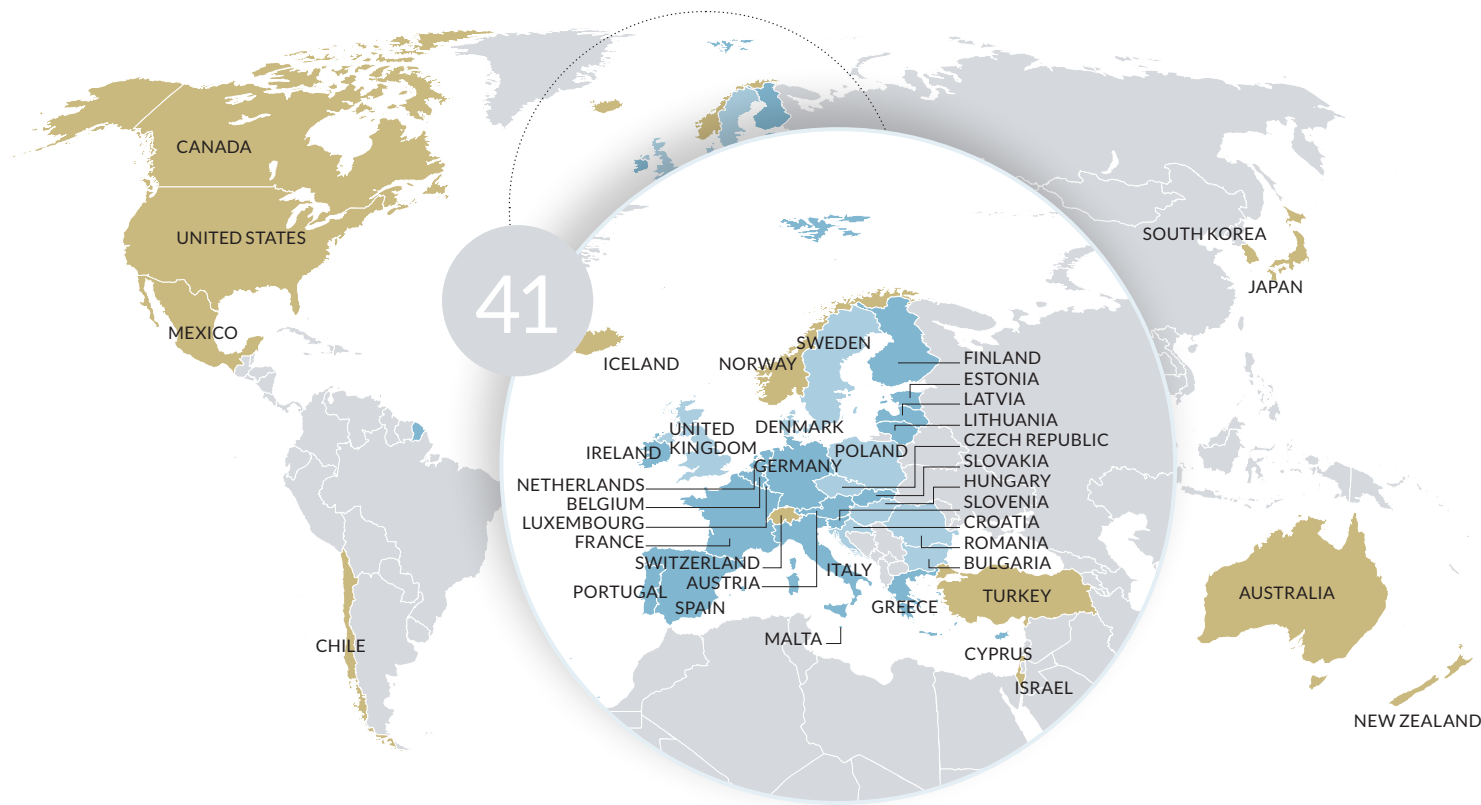 CANADA
UNITED STATES
MEXICO
CHILE
41
ICELAND
NORWAY
SWEDEN
FINLAND
ESTONIA
LATVIA
LITHUANIA
CZECH REPUBLIC
SLOVAKIA
HUNGARY
SLOVENIA
CROATIA
ROMANIA
BULGARIA
DENMARK
UNITED
KINGDOM
IRELAND
POLAND
GERMANY
NETHERLANDS
BELGIUM
LUXEMBOURG
FRANCE
SWITZERLAND
AUSTRIA
ITALY
PORTUGAL
SPAIN
GREECE
TURKEY
MALTA
CYPRUS
ISRAEL
SOUTH KOREA
JAPAN
AUSTRALIA
NEW ZEALAND